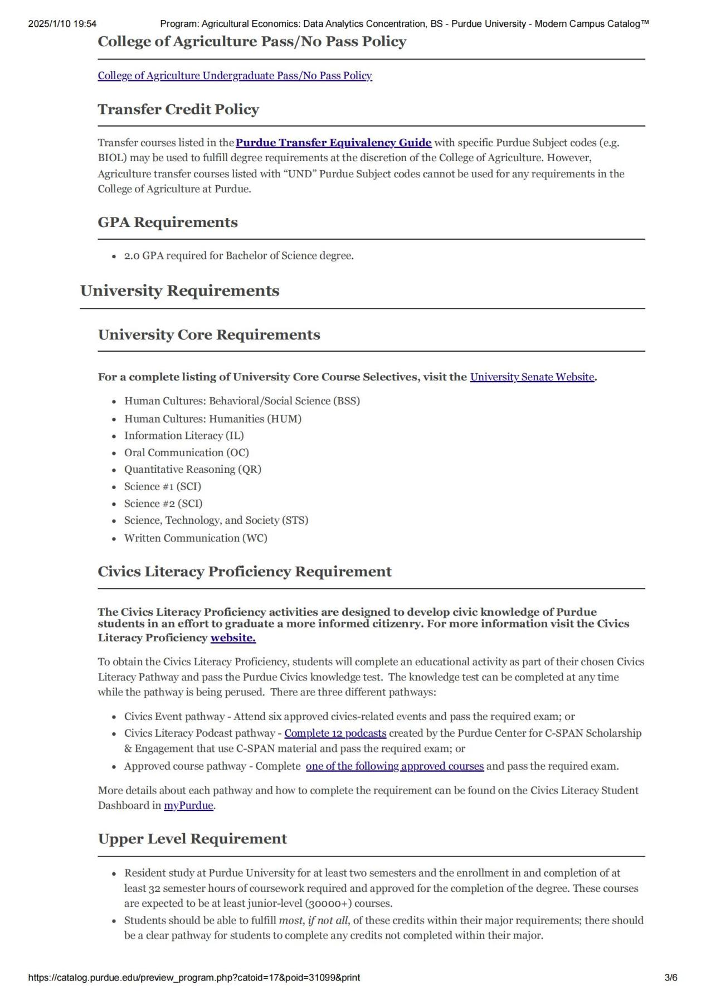 2025/1/10 19:54 Program: Agricultural Economics: Data Analytics Concentration, BS - Purdue University - Modern Campus Catalog™
College of Agriculture Pass/No Pass Policy
College of Agriculture Undergraduate Pass/No Pass Policy
Transfer Credit Policy
Transfer courses listed in the Purdue Transfer Equivalency Guide with specific Purdue Subject codes (e.g.
BIOL) may be used to fulfill degree requirements at the discretion of the College of Agriculture. However,
Agriculture transfer courses listed with “UND” Purdue Subject codes cannot be used for any requirements in the
College of Agriculture at Purdue.
GPA Requirements
• 2.0 GPA required for Bachelor of Science degree.
University Requirements
University Core Requirements
For a complete listing of University Core Course Selectives, visit the University Senate Website.
• Human Cultures: Behavioral/Social Science (BSS)
• Human Cultures: Humanities (HUM)
• Information Literacy (IL)
• Oral Communication (OC)
• Quantitative Reasoning (QR)
• Science #1 (SCI)
• Science #2 (SCI)
• Science, Technology, and Society (STS)
• Written Communication (WC)
Civics Literacy Proficiency Requirement
The Civics Literacy Proficiency activities are designed to develop civic knowledge of Purdue
students in an effort to graduate a more informed citizenry. For more information visit the Civics
Literacy Proficiency website.
To obtain the Civics Literacy Proficiency, students will complete an educational activity as part of their chosen Civics
Literacy Pathway and pass the Purdue Civics knowledge test. The knowledge test can be completed at any time
while the pathway is being perused. There are three different pathways:
• Civics Event pathway - Attend six approved civics-related events and pass the required exam; or
• Civics Literacy Podcast pathway - Complete 12 podcasts created by the Purdue Center for C-SPAN Scholarship
& Engagement that use C-SPAN material and pass the required exam; or
• Approved course pathway - Complete one of the following approved courses and pass the required exam.
More details about each pathway and how to complete the requirement can be found on the Civics Literacy Student
Dashboard in myPurdue.
Upper Level Requirement
• Resident study at Purdue University for at least two semesters and the enrollment in and completion of at
least 32 semester hours of coursework required and approved for the completion of the degree. These courses
are expected to be at least junior-level (30000+) courses.
• Students should be able to fulfill most, if not all, of these credits within their major requirements; there should
be a clear pathway for students to complete any credits not completed within their major.
https://catalog.purdue.edu/preview_program.php?catoid=17&poid=31099&print 3/6